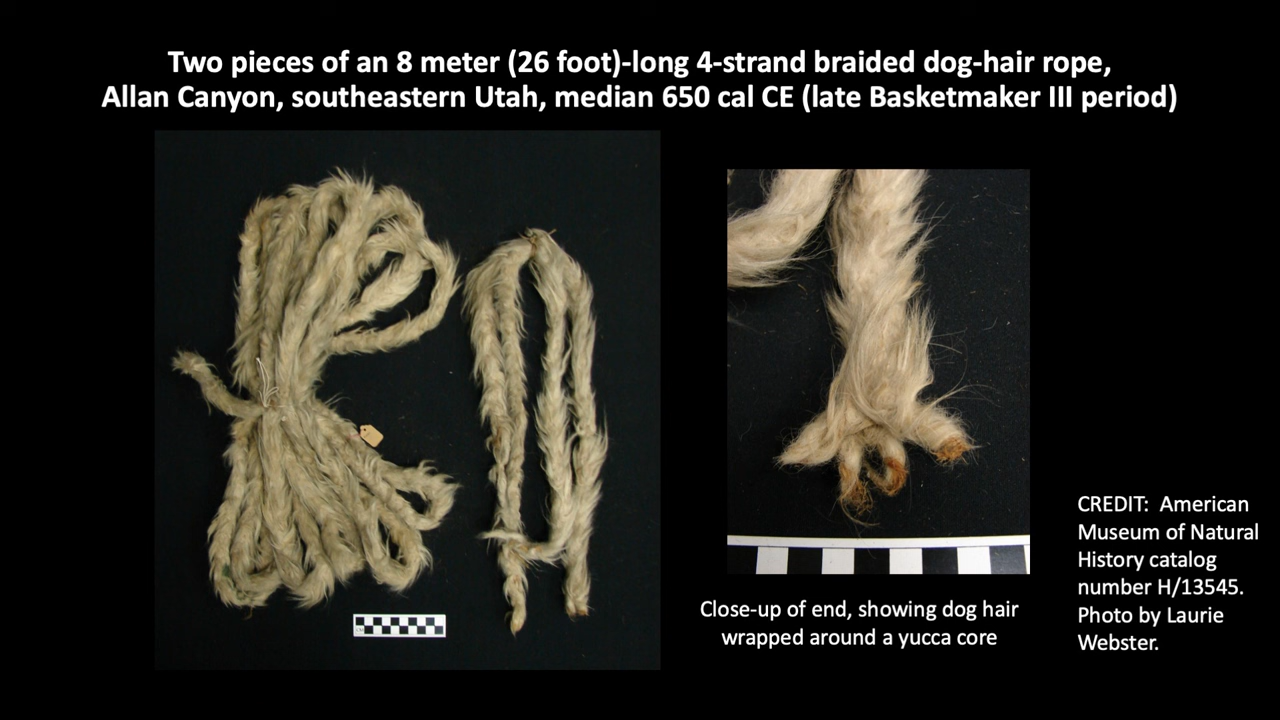 Two pieces of an 8 meter (26 foot)-long 4-strand braided dog-hair rope,
Allan Canyon, southeastern Utah, median 650 cal CE (late Basketmaker III period)
Close-up of end, showing dog hair
wrapped around a yucca core
CREDIT:  American
Museum of Natural
History catalog
number H/13545.
Photo by Laurie
Webster.